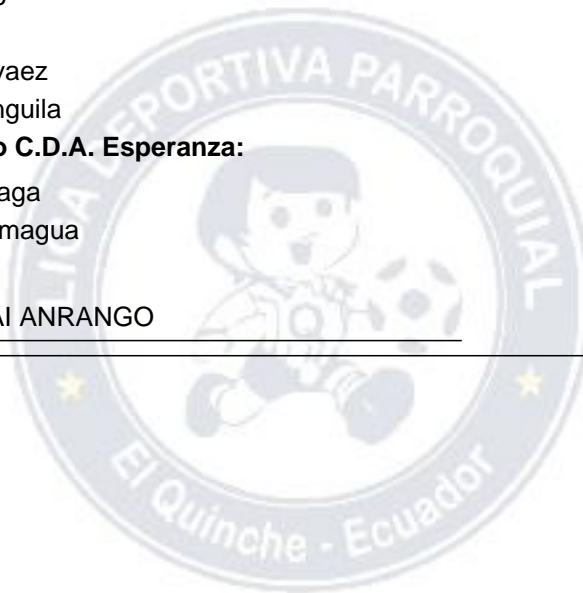 vaez
nguila
o C.D.A. Esperanza:
aga
magua
AI ANRANGO
LIGA DEPORTIVA PARROQUIAL
El Quinche - Ecuador